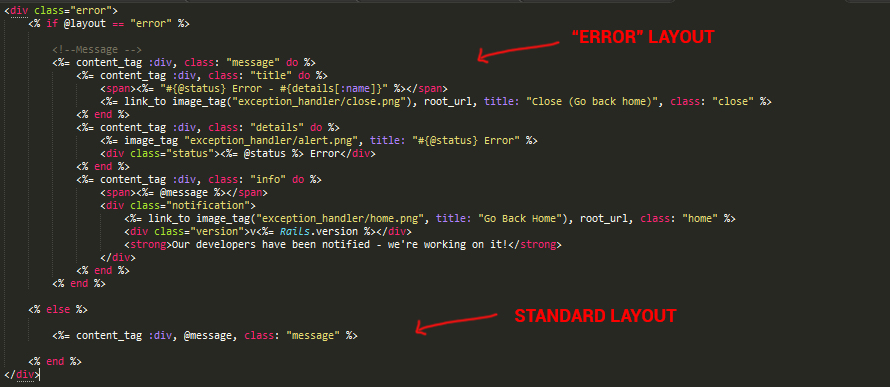 <div class="error">
<% if @layout == "error" %>
“ERROR” LAYOUT
<!--Message -->
<%= content_tag :div, class: "message" do %>
<%= content_tag :div, class: "title" do %>
<span><%= "#{@status} Error - #{details[:name]}" %></span>
<%= link_to image_tag("exception_handler/close.png"), root_url, title: "Close (Go back home)", class: "close" %>
<% end %>
<%= content_tag :div, class: "details" do %>
<%= image_tag "exception_handler/alert.png", title: "#{@status} Error" %>
<div class="status"><%= @status %> Error</div>
<% end %>
<%= content_tag :div, class: "info" do %>
<span><%= @message %></span>
<div class="notification">
<%= link_to image_tag("exception_handler/home.png", title: "Go Back Home"), root_url, class: "home" %>
<div class="version">v<%= Rails.version %></div>
<strong>Our developers have been notified - we're working on it!</strong>
</div>
<% end %>
<% end %>
<% else %>
STANDARD LAYOUT
<%= content_tag :div, @message, class: "message" %>
<% end %>
</div>